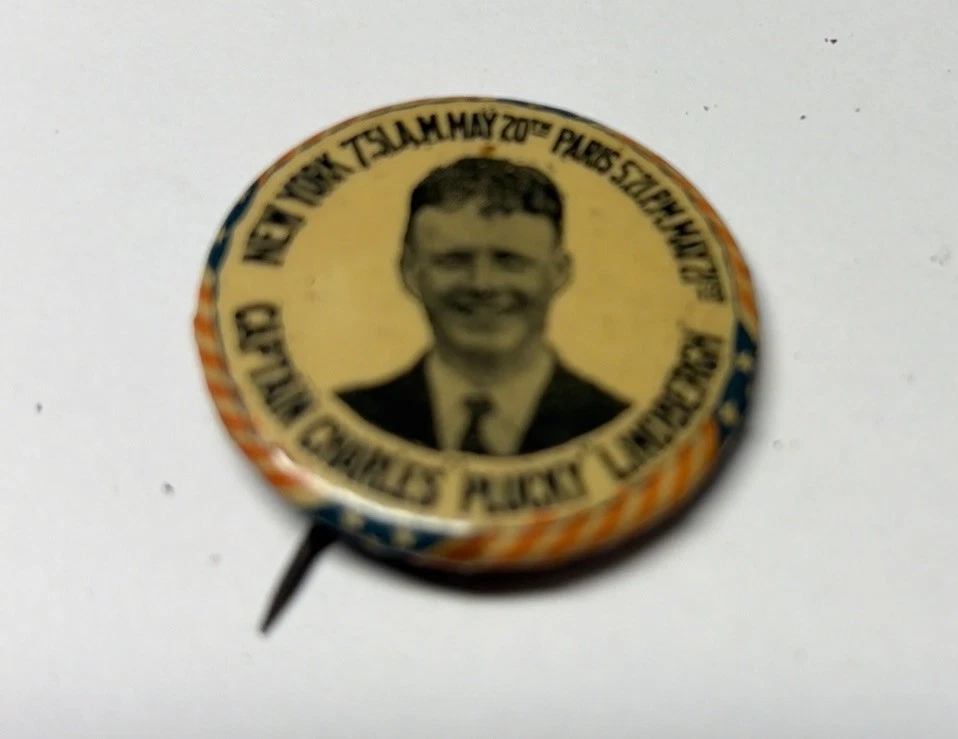 NEW YORK 7'51 A.M. MAY 20TH PARIS 5.21 P.M. MAY 21ST
CAPTAIN CHARLES "PLUCKY" LINDBERGH